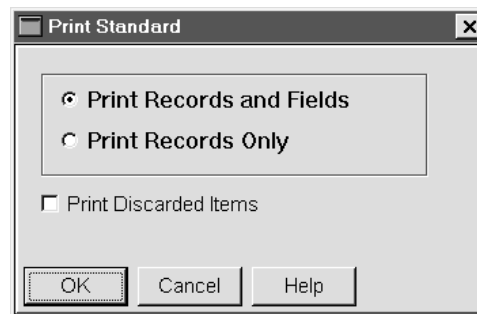 Print Standard
Print Records and Fields
Print Records Only
Print Discarded Items
OK Cancel Help